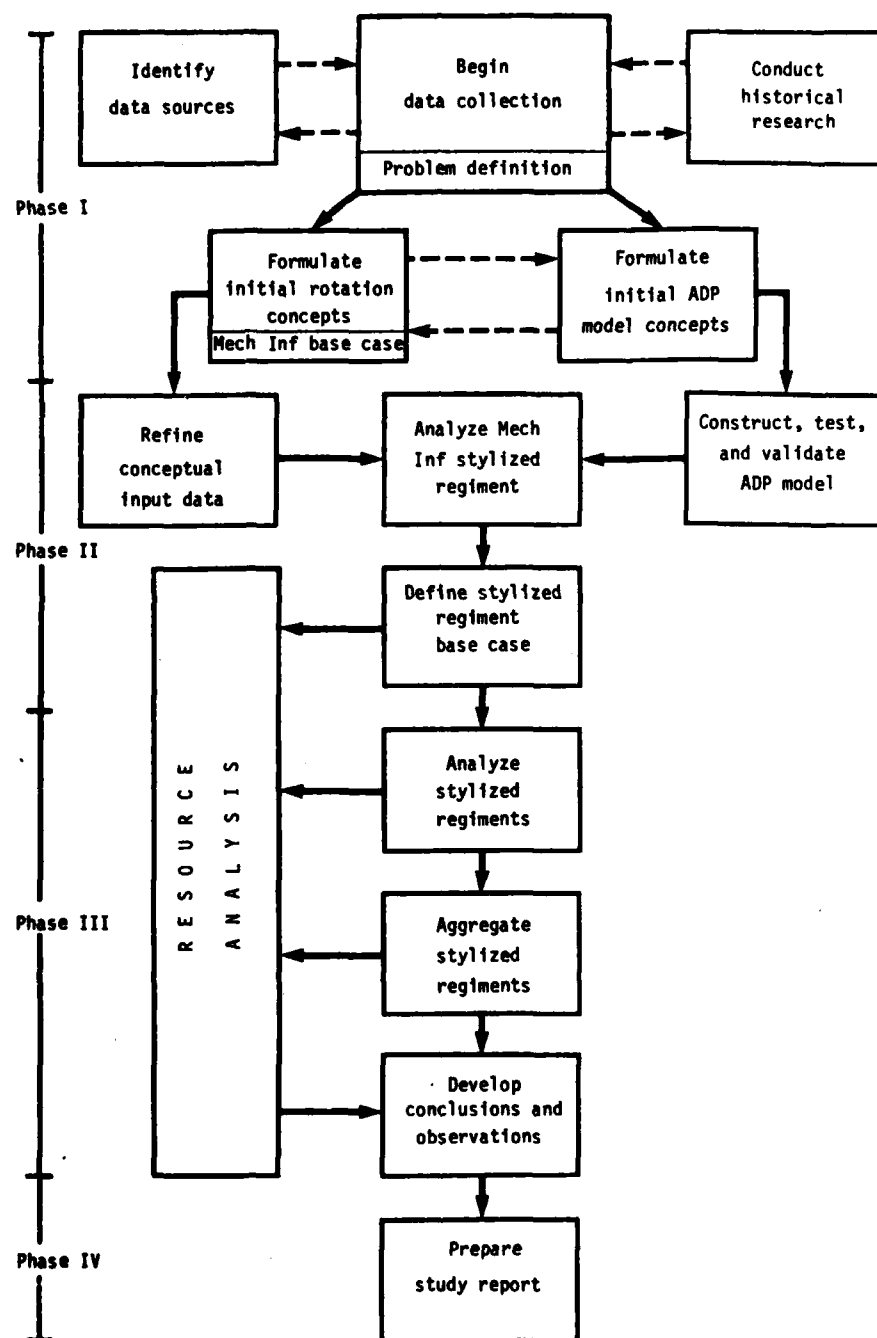 Identify
data sources
Begin
data collection
Problem definition
Conduct
historical
research
Phase I
Formulate
initial rotation
concepts
Mech Inf base case
Formulate
initial ADP
model concepts
Refine
conceptual
input data
Analyze Mech
Inf stylized
regiment
Construct, test,
and validate
ADP model
Phase II
Define stylized
regiment
base case
RESOURCE
ANALYSIS
Analyze
stylized
regiments
Phase III
Aggregate
stylized
regiments
Develop
conclusions and
observations
Phase IV
Prepare
study report